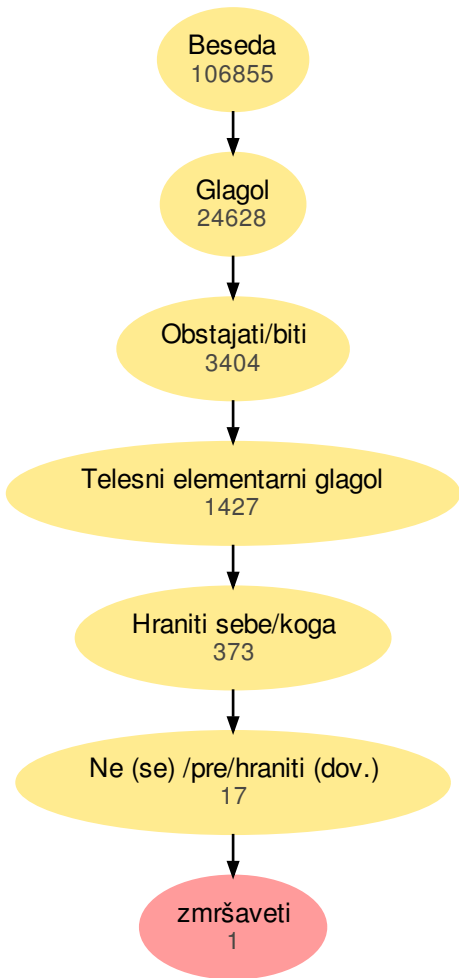 Beseda
106855
Glagol
24628
Obstajati/biti
3404
Telesni elementarni glagol
1427
Hraniti sebe/koga
373
Ne (se) /pre/hraniti (dov.)
17
zmršaveti
1